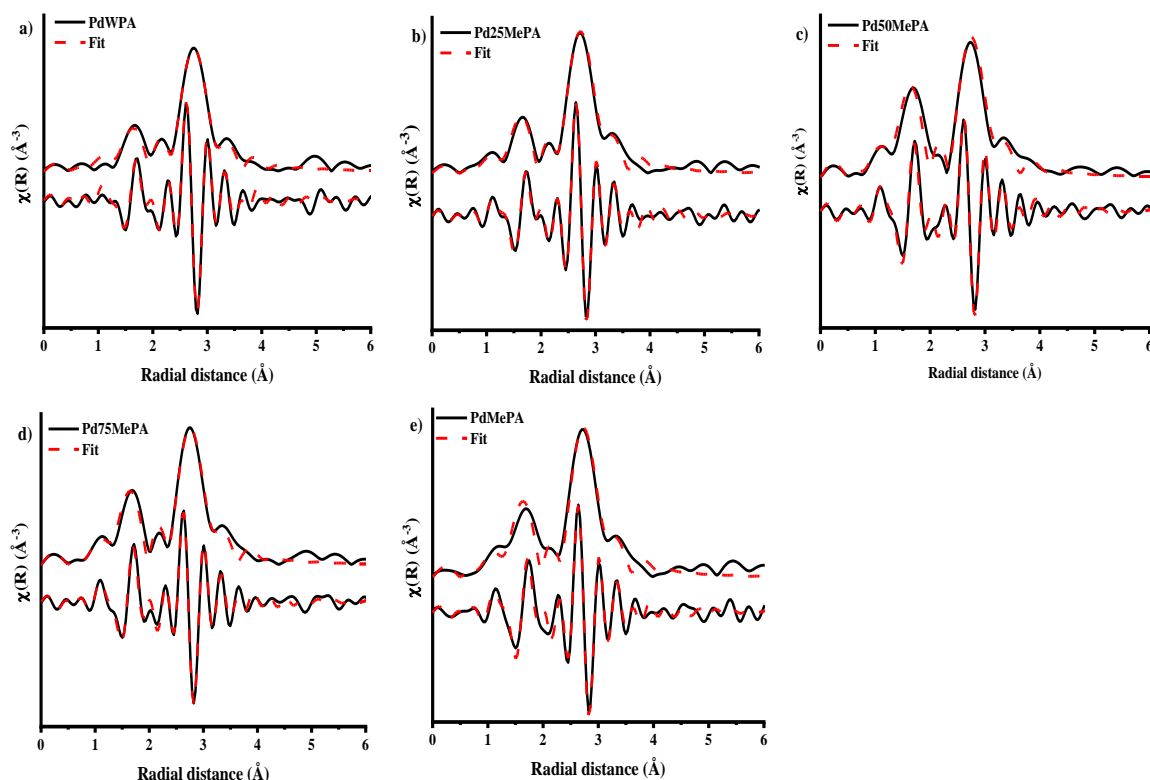 a)
PdWPA
Fit
χ(R) (Å⁻³)
0 1 2 3 4 5 6
Radial distance (Å)
b)
Pd25MePA
Fit
χ(R) (Å⁻³)
0 1 2 3 4 5 6
Radial distance (Å)
c)
Pd50MePA
Fit
χ(R) (Å⁻³)
0 1 2 3 4 5 6
Radial distance (Å)
d)
Pd75MePA
Fit
χ(R) (Å⁻³)
0 1 2 3 4 5 6
Radial distance (Å)
e)
PdMePA
Fit
χ(R) (Å⁻³)
0 1 2 3 4 5 6
Radial distance (Å)